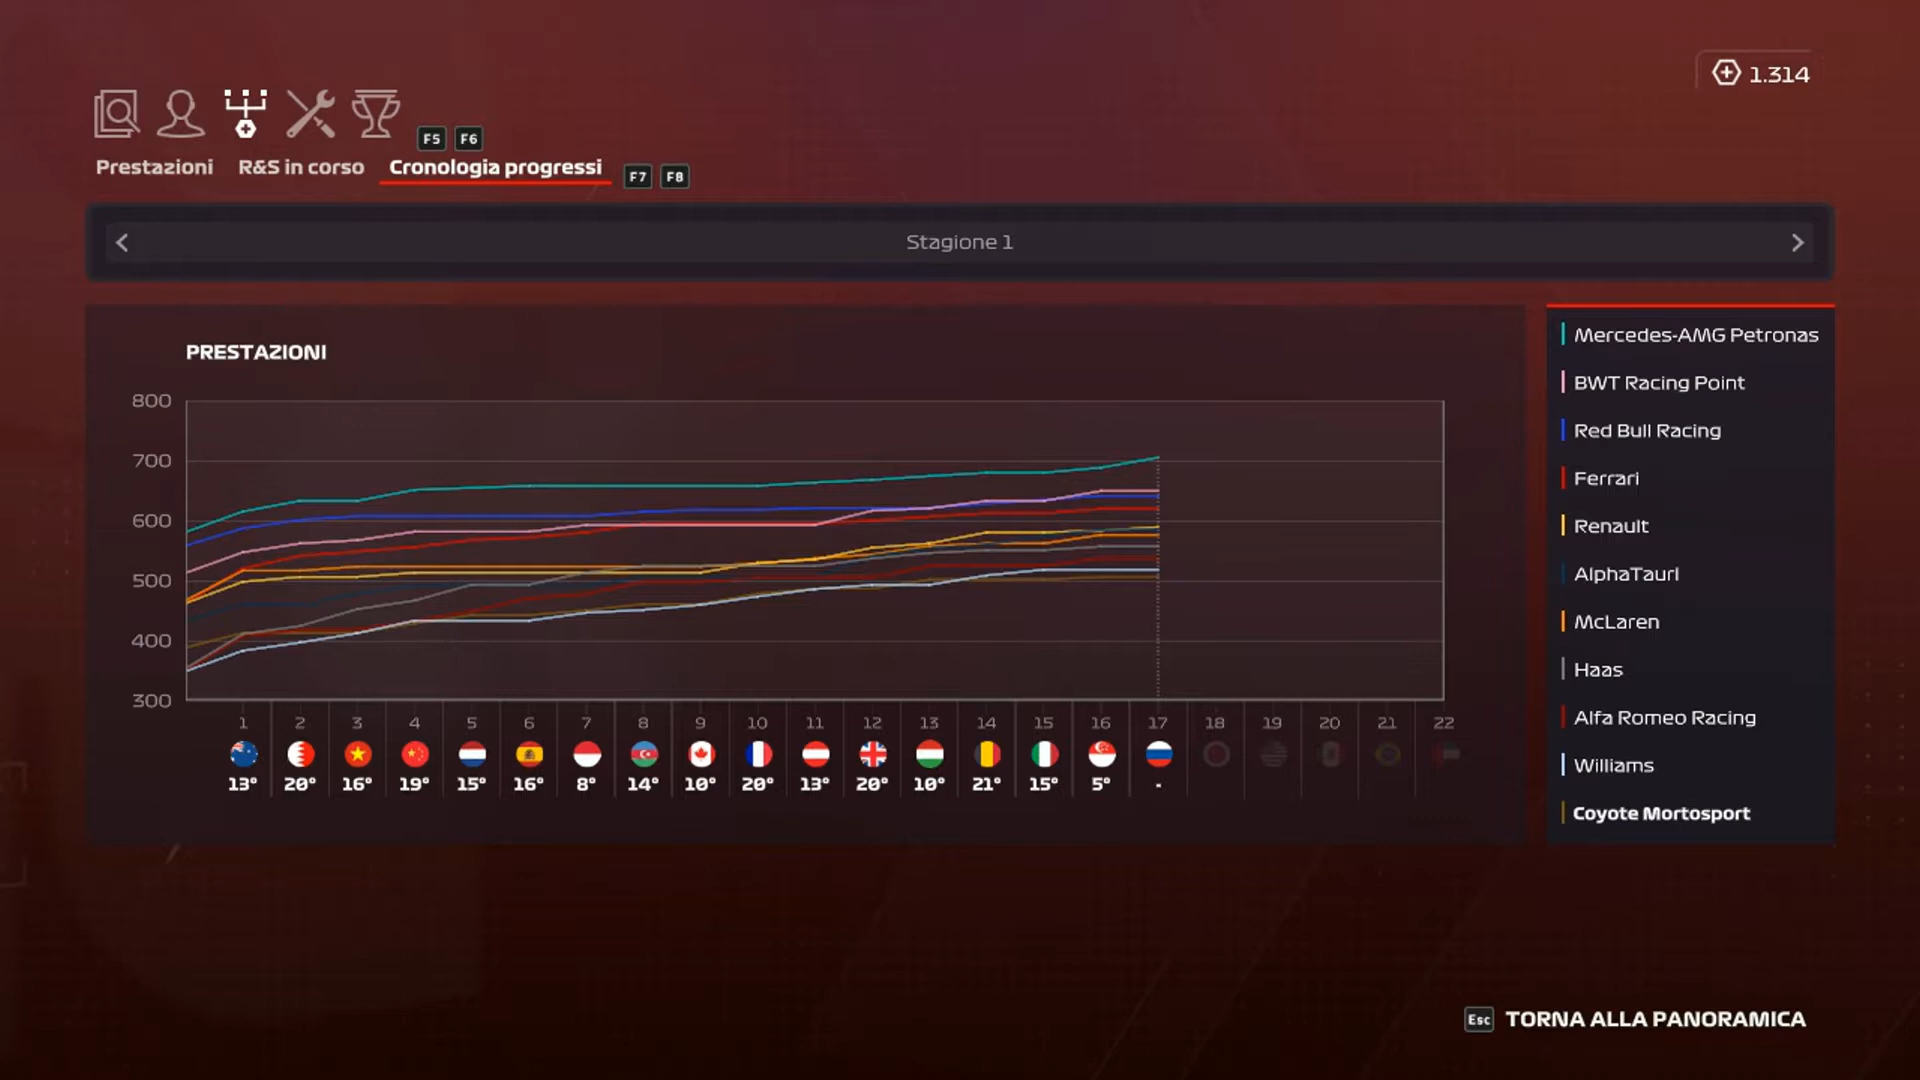 1.314
F5 F6
Prestazioni R&S in corso Cronologia progressi F7 F8
Stagione 1
PRESTAZIONI
800
700
600
500
400
300
1 2 3 4 5 6 7 8 9 10 11 12 13 14 15 16 17 18 19 20 21 22
13° 20° 16° 19° 15° 16° 8° 14° 10° 20° 13° 20° 10° 21° 15° 5° -
Mercedes-AMG Petronas
BWT Racing Point
Red Bull Racing
Ferrari
Renault
AlphaTauri
McLaren
Haas
Alfa Romeo Racing
Williams
Coyote Mortosport
Esc TORNA ALLA PANORAMICA